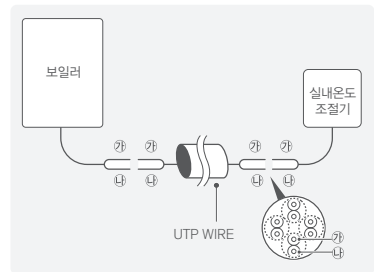 보일러
실내온도
조절기
㉮ ㉮ ㉮ ㉮
㉯ ㉯ ㉯ ㉯
UTP WIRE
㉮
㉯